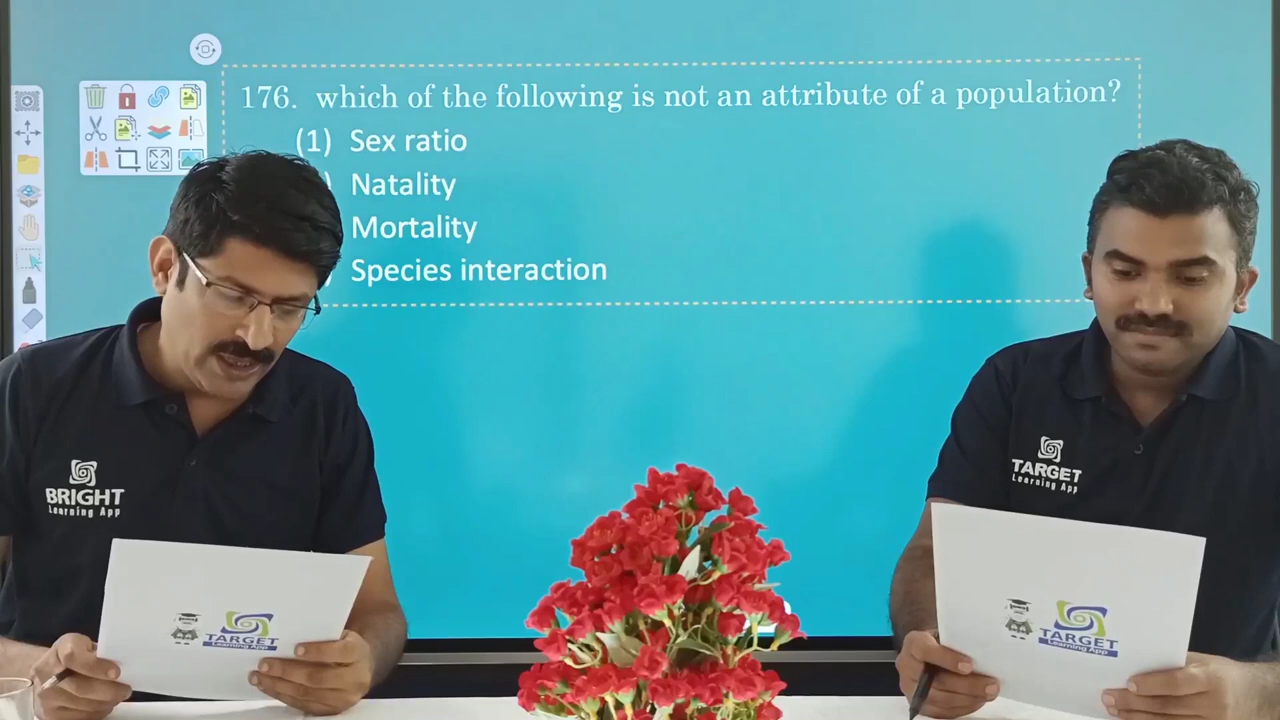 176. which of the following is not an attribute of a population?
(1) Sex ratio
) Natality
Mortality
Species interaction
BRIGHT
Learning App
TARGET
Learning App
TARGET
Learning App
TARGET
Learning App